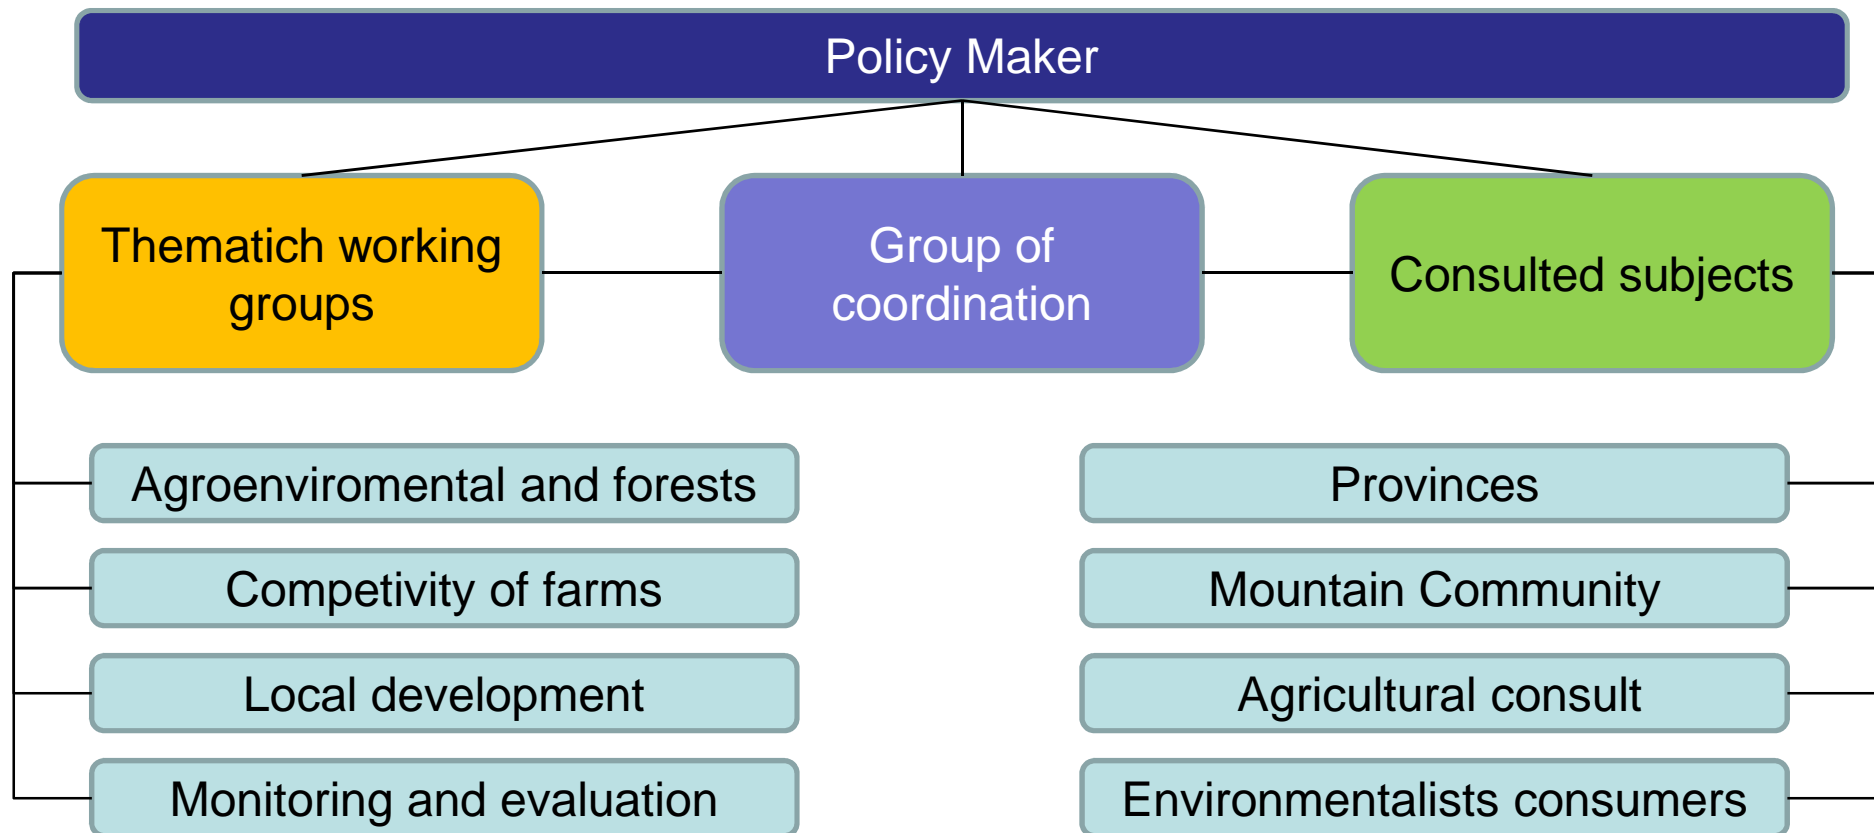 Policy Maker
Thematich working
groups
Group of
coordination
Consulted subjects
Agroenviromental and forests
Competivity of farms
Local development
Monitoring and evaluation
Provinces
Mountain Community
Agricultural consult
Environmentalists consumers